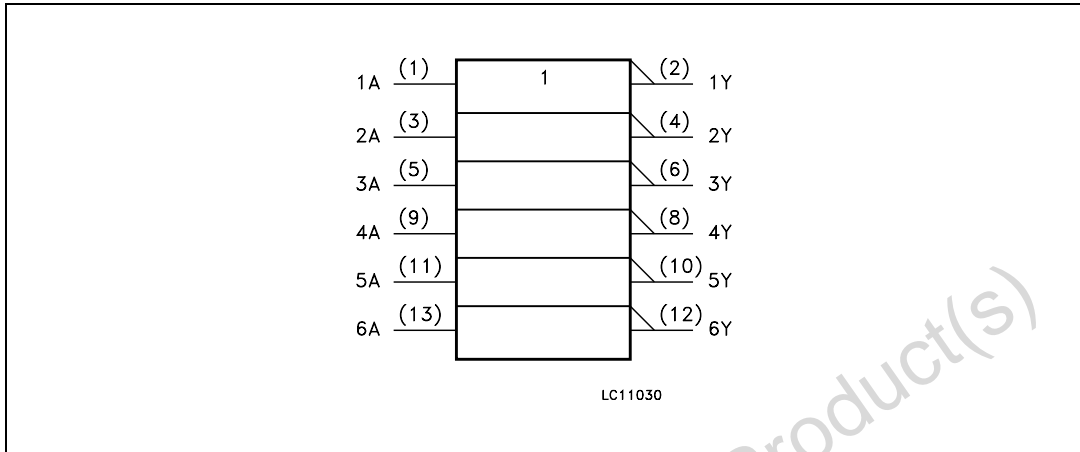 1A (1) 1 (2) 1Y
2A (3) (4) 2Y
3A (5) (6) 3Y
4A (9) (8) 4Y
5A (11) (10) 5Y
6A (13) (12) 6Y
LC11030
roduct(s)